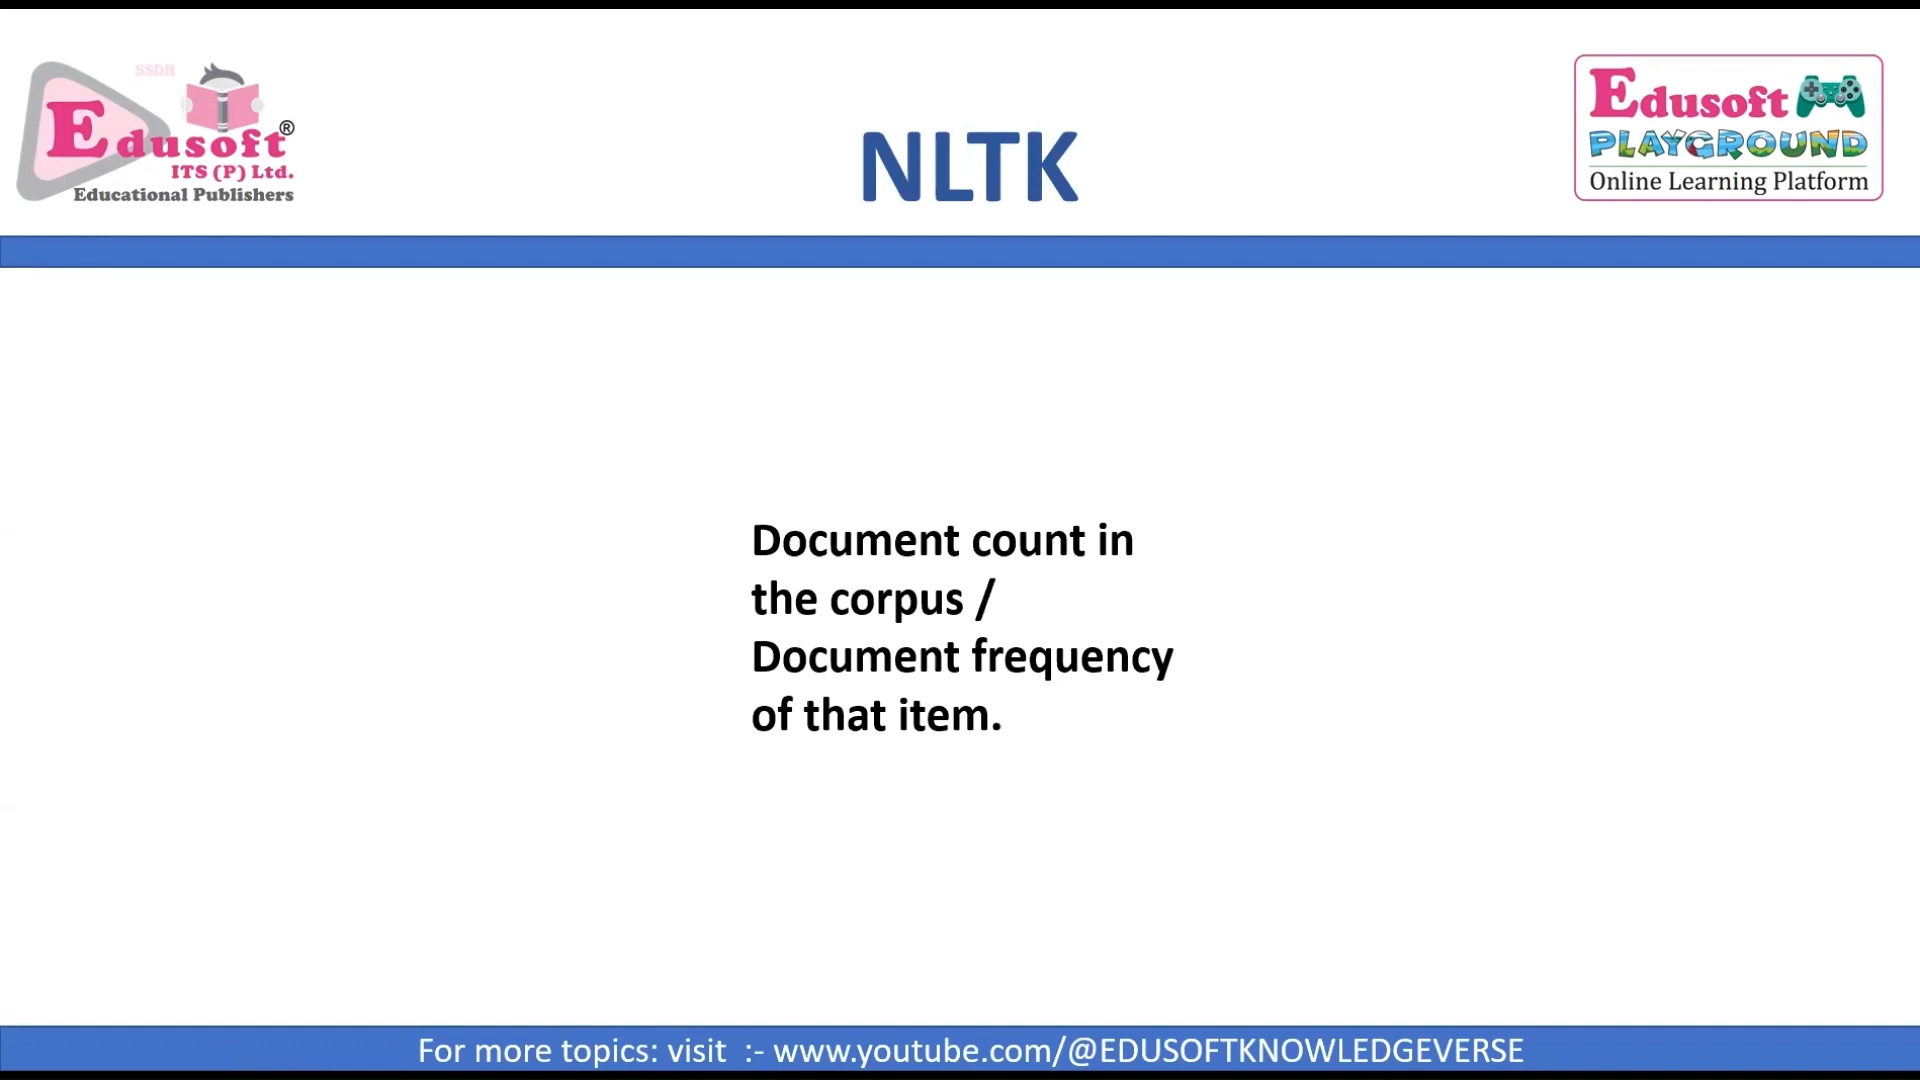 SSDM
Edusoft®
ITS (P) Ltd.
Educational Publishers
NLTK
Edusoft
PLAYGROUND
Online Learning Platform
Document count in
the corpus /
Document frequency
of that item.
For more topics: visit :- www.youtube.com/@EDUSOFTKNOWLEDGEVERSE